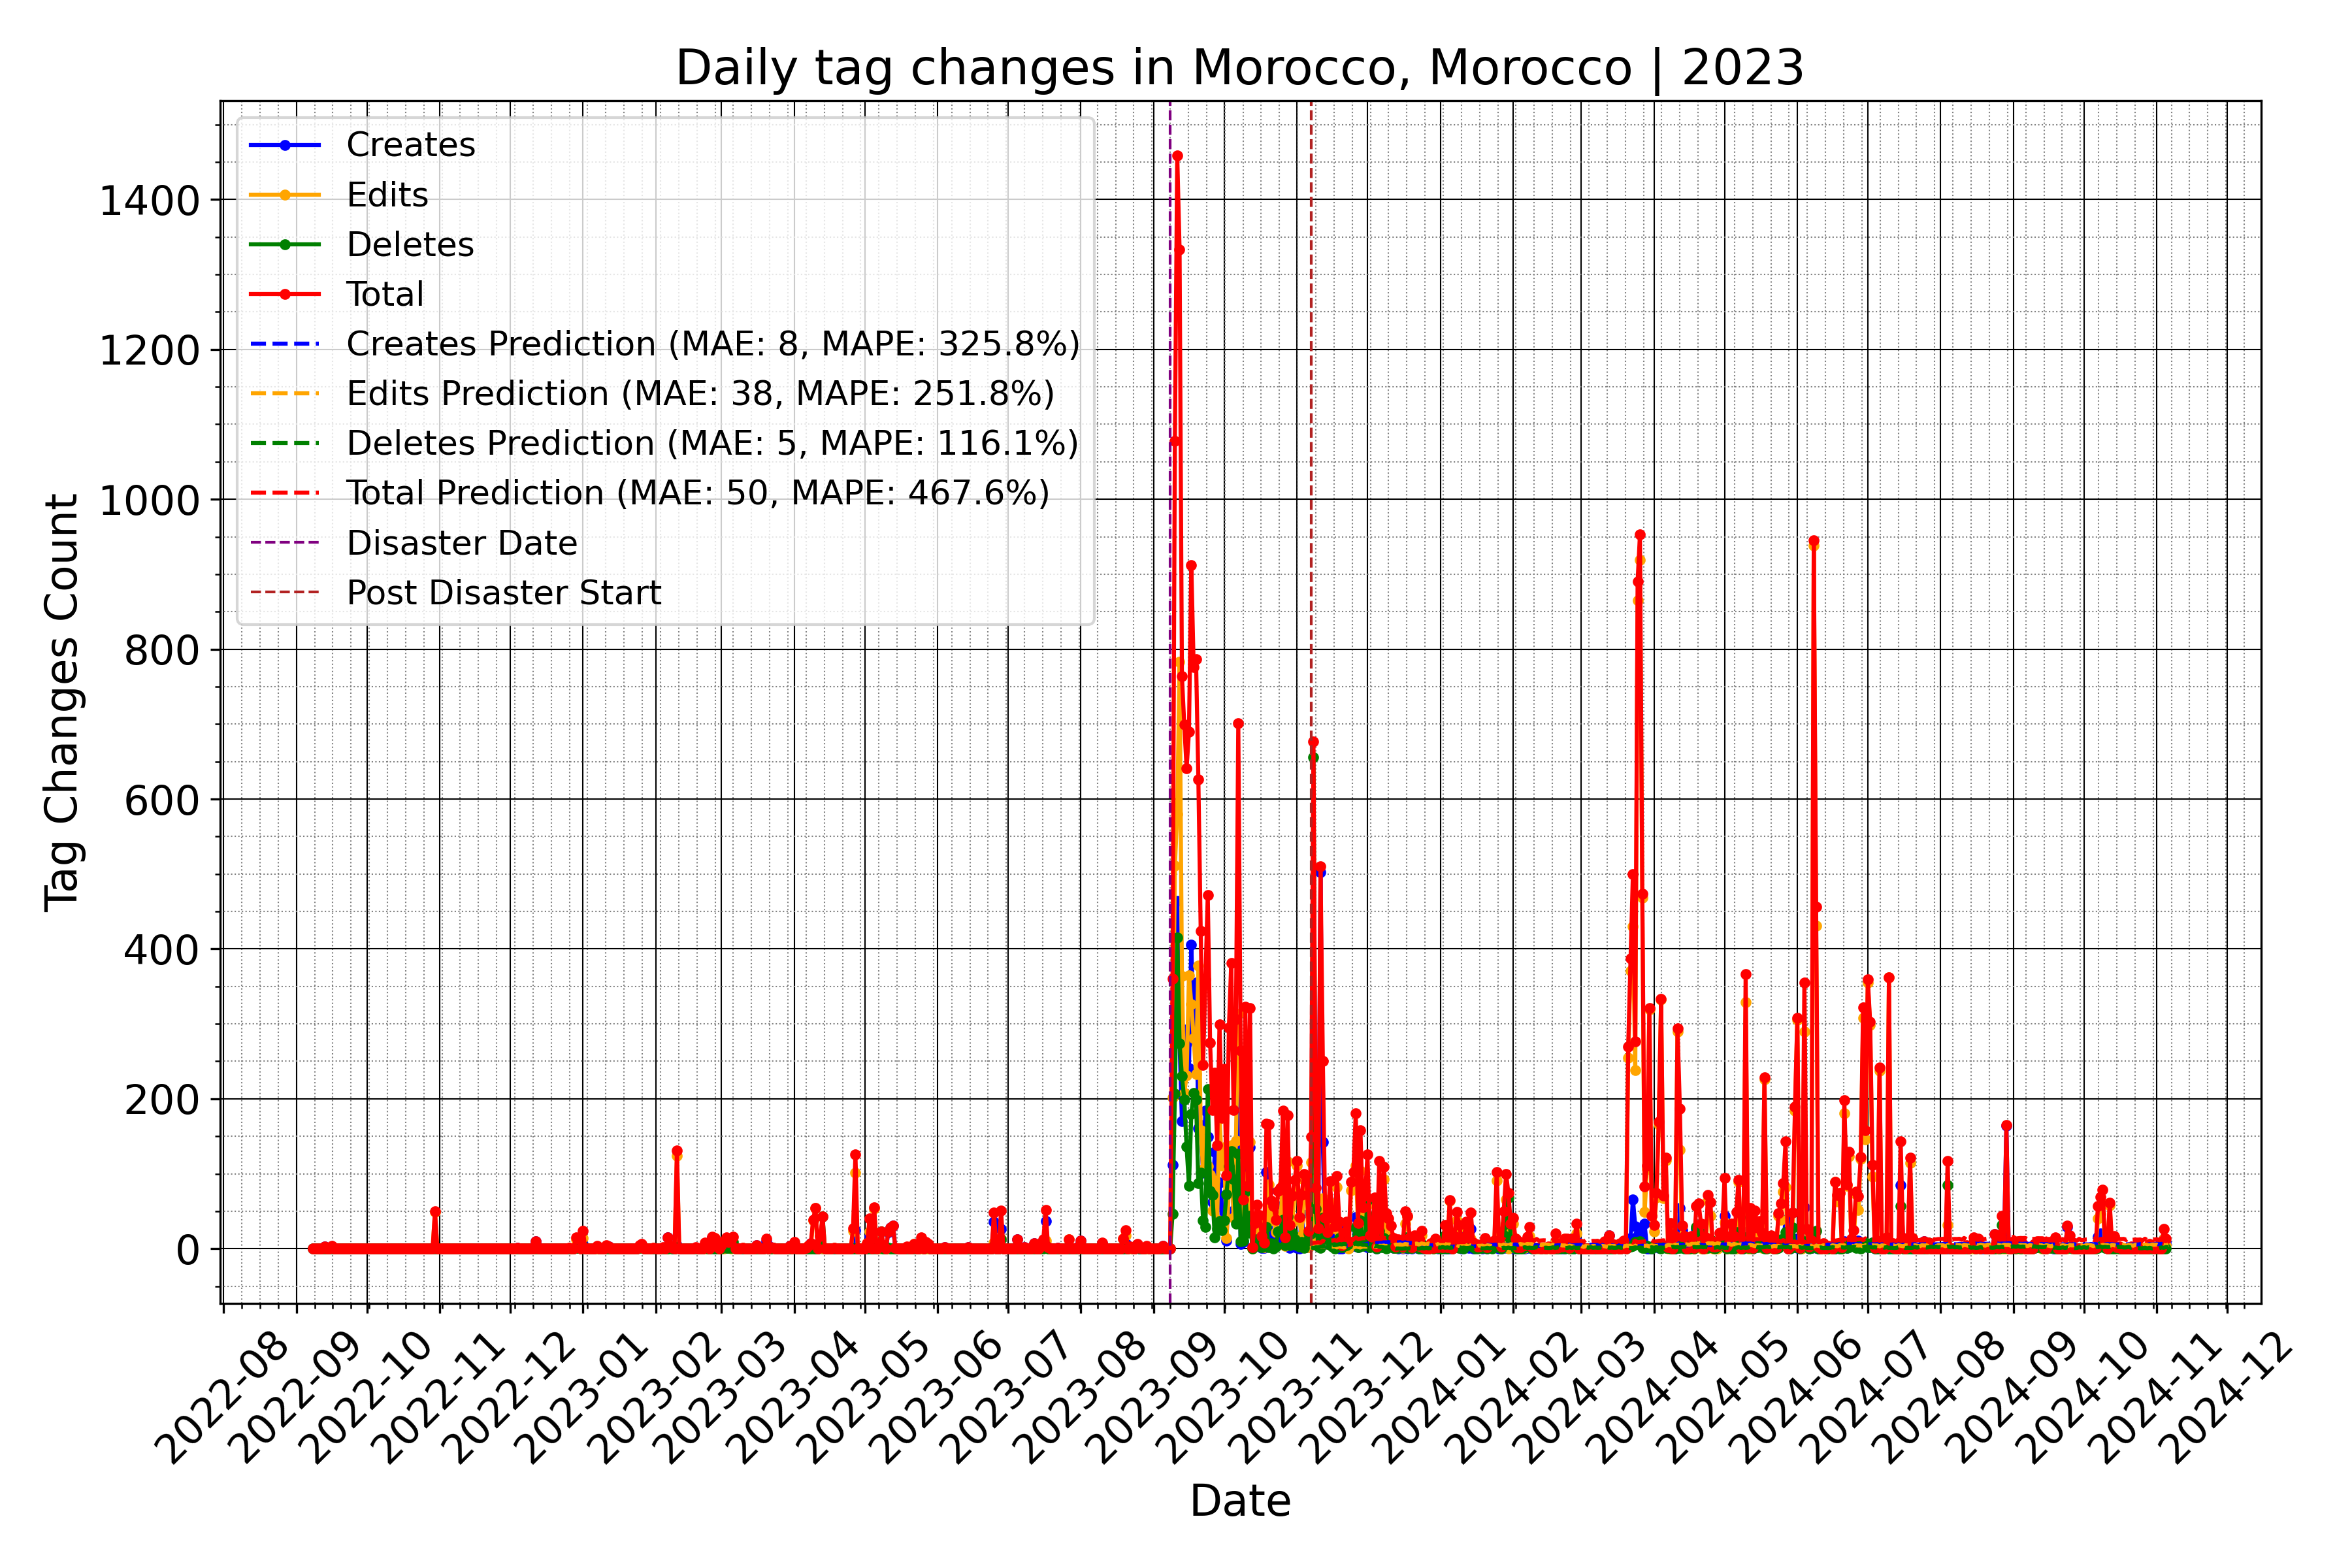 Daily tag changes in Morocco, Morocco | 2023
Creates
Edits
Deletes
Total
Creates Prediction (MAE: 8, MAPE: 325.8%)
Edits Prediction (MAE: 38, MAPE: 251.8%)
Deletes Prediction (MAE: 5, MAPE: 116.1%)
Total Prediction (MAE: 50, MAPE: 467.6%)
Disaster Date
Post Disaster Start
Tag Changes Count
1400
1200
1000
800
600
400
200
0
2022-08
2022-09
2022-10
2022-11
2022-12
2023-01
2023-02
2023-03
2023-04
2023-05
2023-06
2023-07
2023-08
2023-09
2023-10
2023-11
2023-12
2024-01
2024-02
2024-03
2024-04
2024-05
2024-06
2024-07
2024-08
2024-09
2024-10
2024-11
2024-12
Date